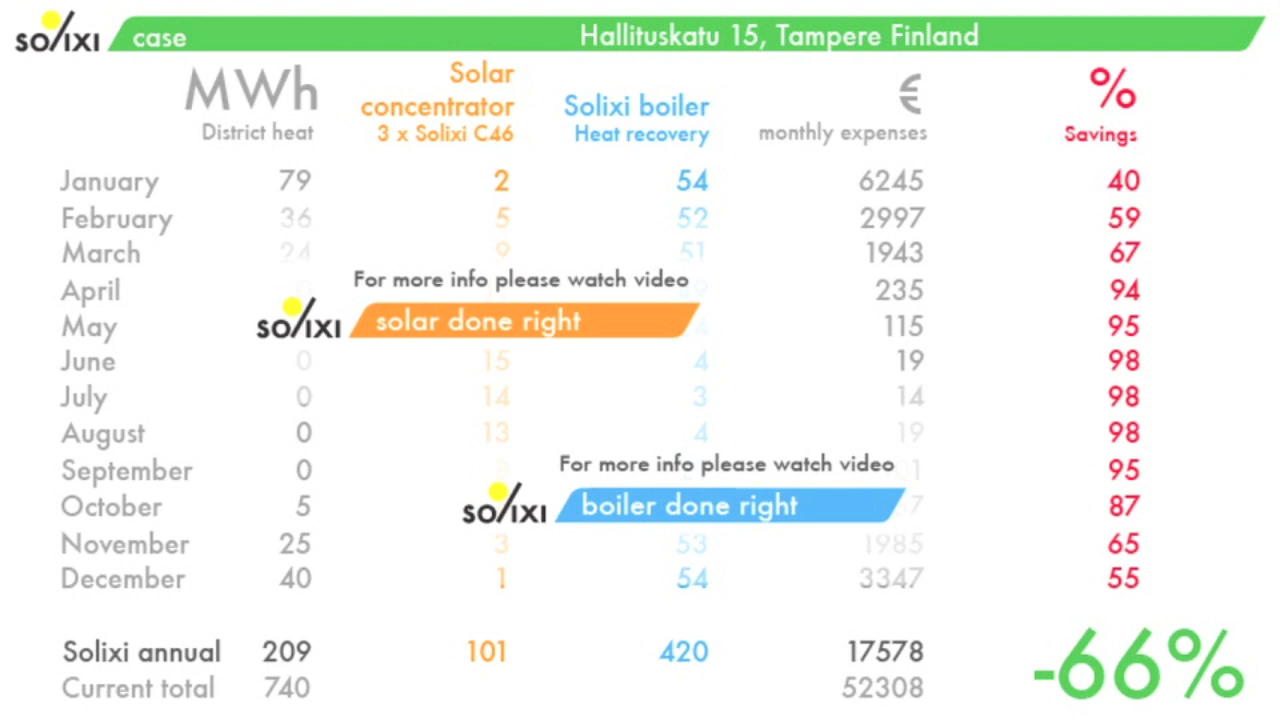 SOLIXI case Hallituskatu 15, Tampere Finland
MWh Solar concentrator Solixi boiler € %
District heat 3 x Solixi C46 Heat recovery monthly expenses Savings
January 79 2 54 6245 40
February 36 5 52 2997 59
March 24 9 51 1943 67
For more info please watch video
April 235 94
SOLIXI solar done right
May 4 115 95
June 0 15 4 19 98
July 0 14 3 14 98
August 0 13 4 19 98
For more info please watch video
September 0 95
SOLIXI boiler done right
October 5 87
November 25 3 53 1985 65
December 40 1 54 3347 55
Solixi annual 209 101 420 17578 -66%
Current total 740 52308